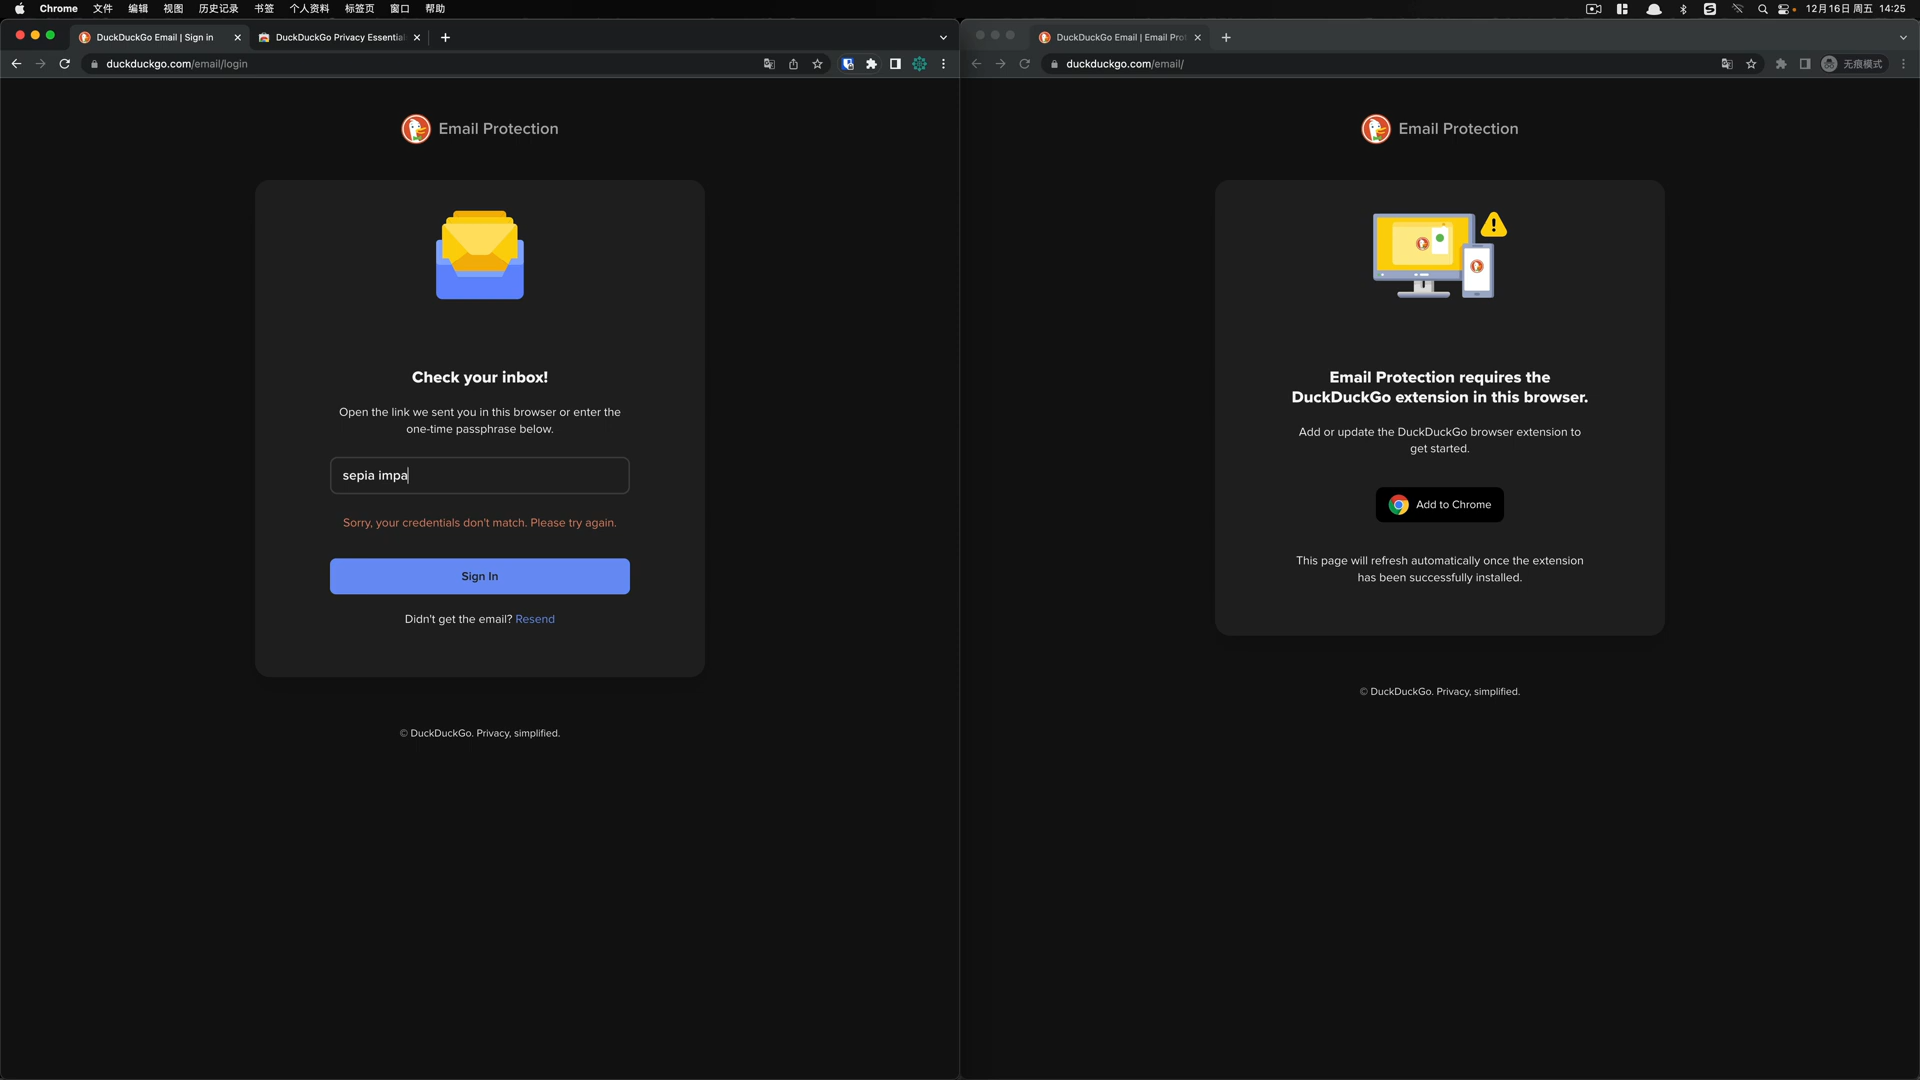 Chrome 文件 编辑 视图 历史记录 书签 个人资料 标签页 窗口 帮助
12月16日 周五 14:25
DuckDuckGo Email | Sign in
DuckDuckGo Privacy Essential
duckduckgo.com/email/login
Email Protection
Check your inbox!
Open the link we sent you in this browser or enter the
one-time passphrase below.
sepia impa
Sorry, your credentials don't match. Please try again.
Sign In
Didn't get the email? Resend
© DuckDuckGo. Privacy, simplified.
DuckDuckGo Email | Email Pro
duckduckgo.com/email/
无痕模式
Email Protection
Email Protection requires the
DuckDuckGo extension in this browser.
Add or update the DuckDuckGo browser extension to
get started.
Add to Chrome
This page will refresh automatically once the extension
has been successfully installed.
© DuckDuckGo. Privacy, simplified.